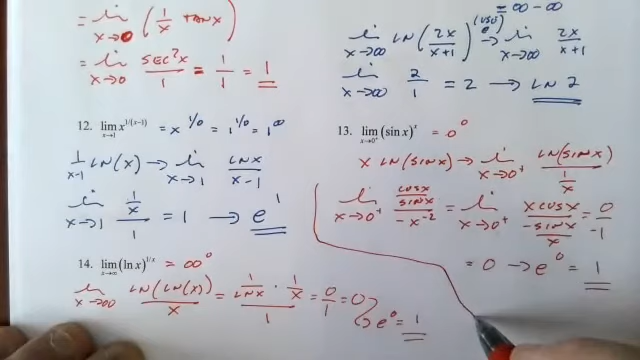 = lim x→0 (1/x tanx)
= lim x→0 sec²x/1 = 1/1 = 1
= ∞ - ∞
lim x→∞ ln(2x/x+1) (use e)→ lim x→∞ 2x/x+1
lim x→∞ 2/1 = 2 → ln 2
12. lim x→1 x^1/(x-1) = x^1/0 = 1^1/0 = 1^∞
1/x-1 ln(x) → lim x→1 lnx/x-1
lim x→1 1/x/1 = 1 → e^1
13. lim x→0⁺ (sin x)^x = 0^0
x ln(sinx) → lim x→0⁺ ln(sinx)/1/x
lim x→0⁺ cosx/sinx/-x^-2 = lim x→0⁺ xcosx/-sinx/x = 0/-1
= 0 → e^0 = 1
14. lim x→∞ (ln x)^1/x = ∞^0
lim x→∞ ln(ln(x))/x = 1/lnx · 1/x/1 = 0/1 = 0
e^0 = 1